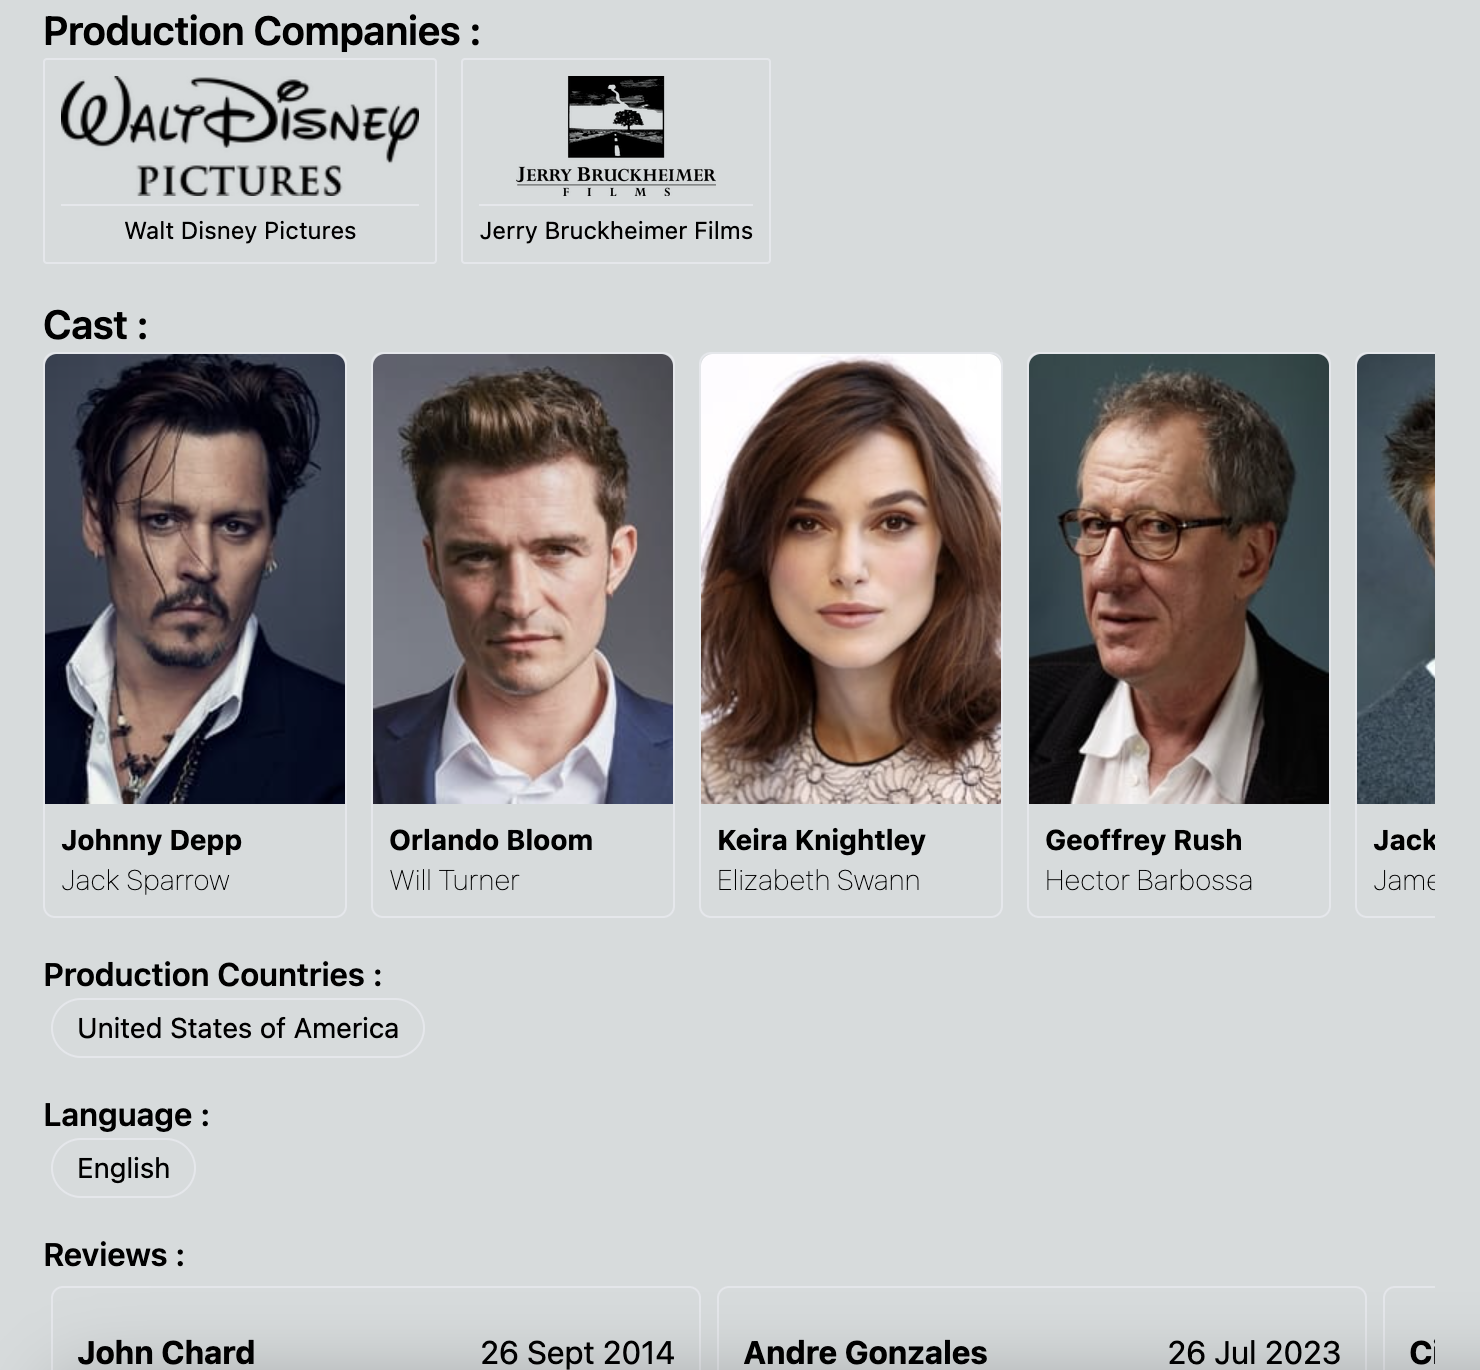 Production Companies :
WALT DISNEY
PICTURES
Walt Disney Pictures
JERRY BRUCKHEIMER
FILMS
Jerry Bruckheimer Films
Cast :
Johnny Depp
Jack Sparrow
Orlando Bloom
Will Turner
Keira Knightley
Elizabeth Swann
Geoffrey Rush
Hector Barbossa
Jack
Jame
Production Countries :
United States of America
Language :
English
Reviews :
John Chard 26 Sept 2014
Andre Gonzales 26 Jul 2023